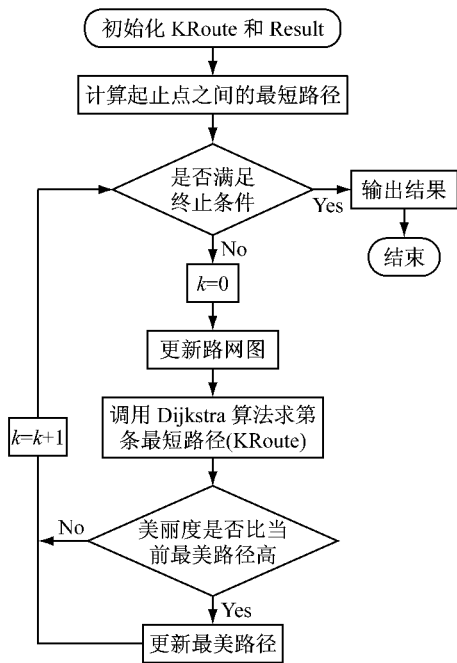 初始化 KRoute 和 Result
计算起止点之间的最短路径
是否满足
终止条件
Yes
输出结果
结束
No
k=0
更新路网图
调用 Dijkstra 算法求第
条最短路径(KRoute)
k=k+1
美丽度是否比当
前最美路径高
No
Yes
更新最美路径